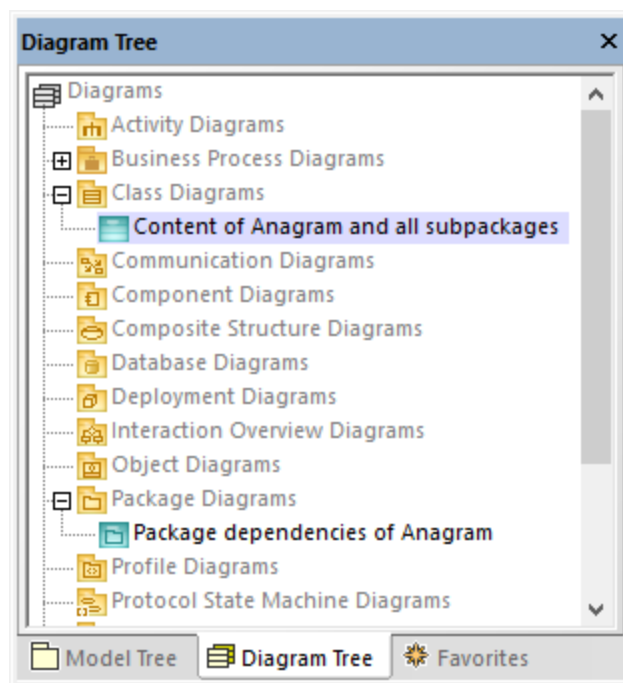 Diagram Tree
Diagrams
Activity Diagrams
Business Process Diagrams
Class Diagrams
Content of Anagram and all subpackages
Communication Diagrams
Component Diagrams
Composite Structure Diagrams
Database Diagrams
Deployment Diagrams
Interaction Overview Diagrams
Object Diagrams
Package Diagrams
Package dependencies of Anagram
Profile Diagrams
Protocol State Machine Diagrams
Model Tree Diagram Tree Favorites